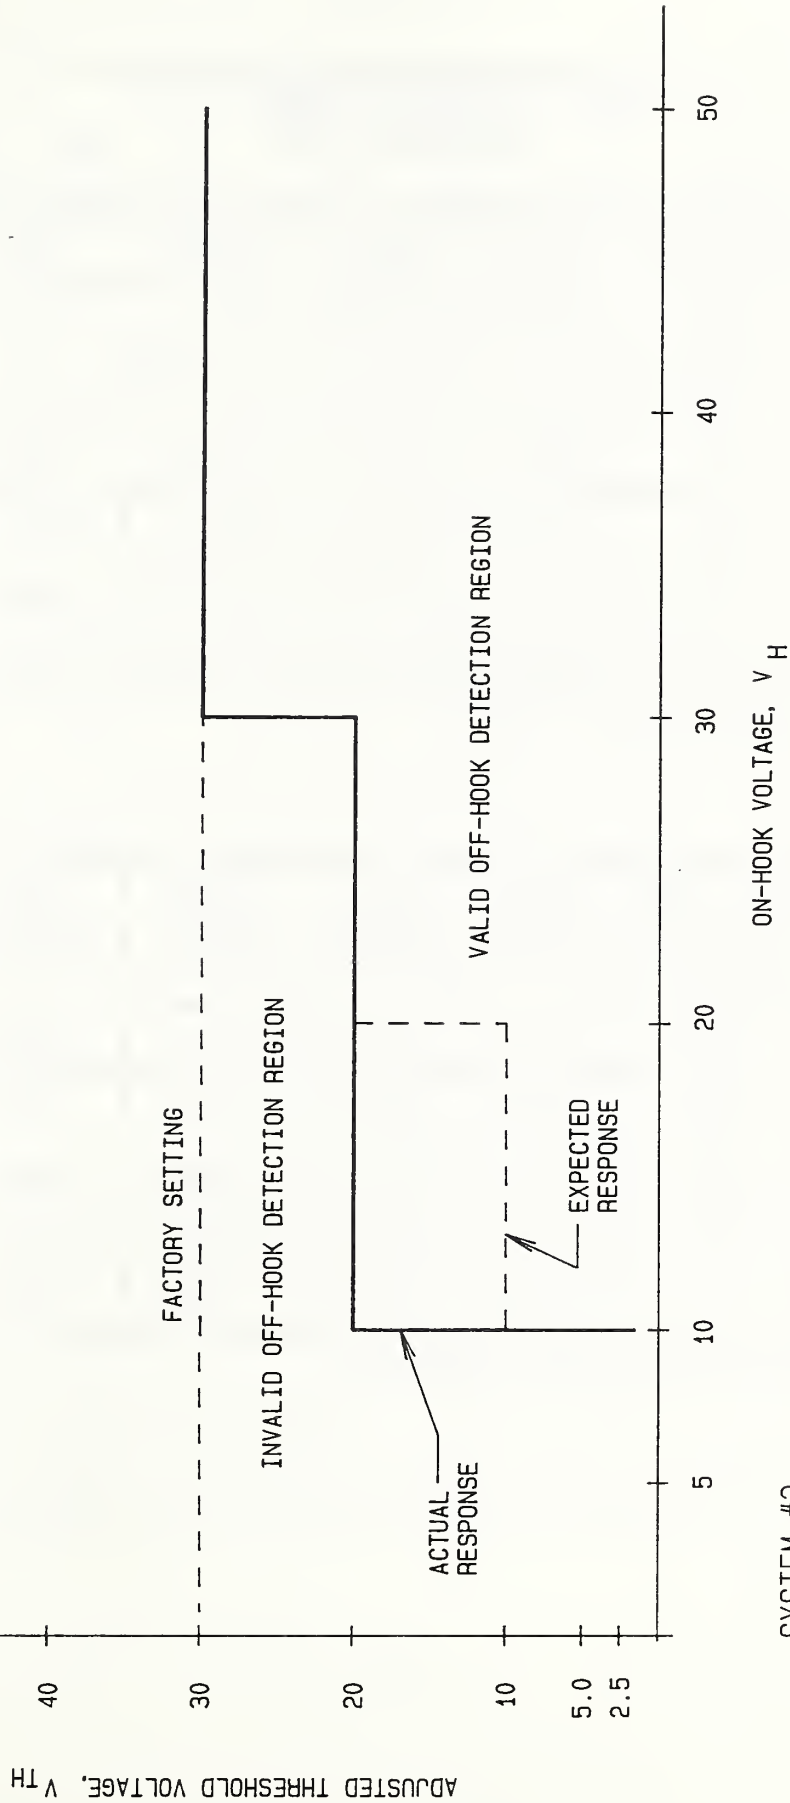 ADJUSTED THRESHOLD VOLTAGE, V TH
40
30
20
10
5.0
2.5
FACTORY SETTING
INVALID OFF-HOOK DETECTION REGION
VALID OFF-HOOK DETECTION REGION
ACTUAL
RESPONSE
EXPECTED
RESPONSE
5
10
20
30
40
50
ON-HOOK VOLTAGE, V H